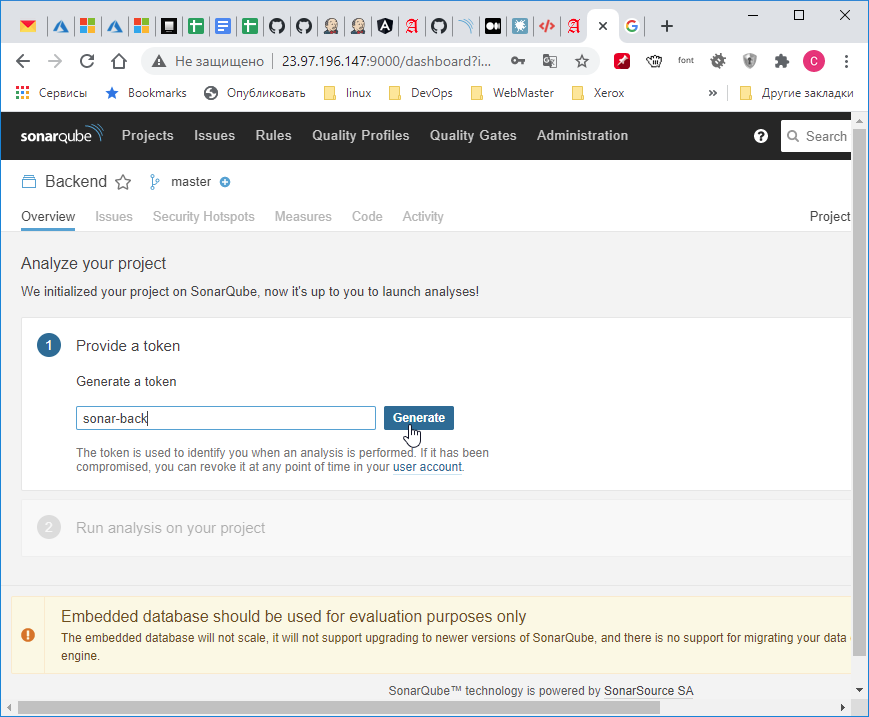 Не защищено 23.97.196.147:9000/dashboard?i...
font
C
Сервисы Bookmarks Опубликовать linux DevOps WebMaster Xerox » Другие закладки
sonarqube Projects Issues Rules Quality Profiles Quality Gates Administration ? Search
Backend master
Overview Issues Security Hotspots Measures Code Activity Project
Analyze your project
We initialized your project on SonarQube, now it's up to you to launch analyses!
1 Provide a token
Generate a token
sonar-back Generate
The token is used to identify you when an analysis is performed. If it has been
compromised, you can revoke it at any point of time in your user account.
2 Run analysis on your project
Embedded database should be used for evaluation purposes only
The embedded database will not scale, it will not support upgrading to newer versions of SonarQube, and there is no support for migrating your data
engine.
SonarQube™ technology is powered by SonarSource SA